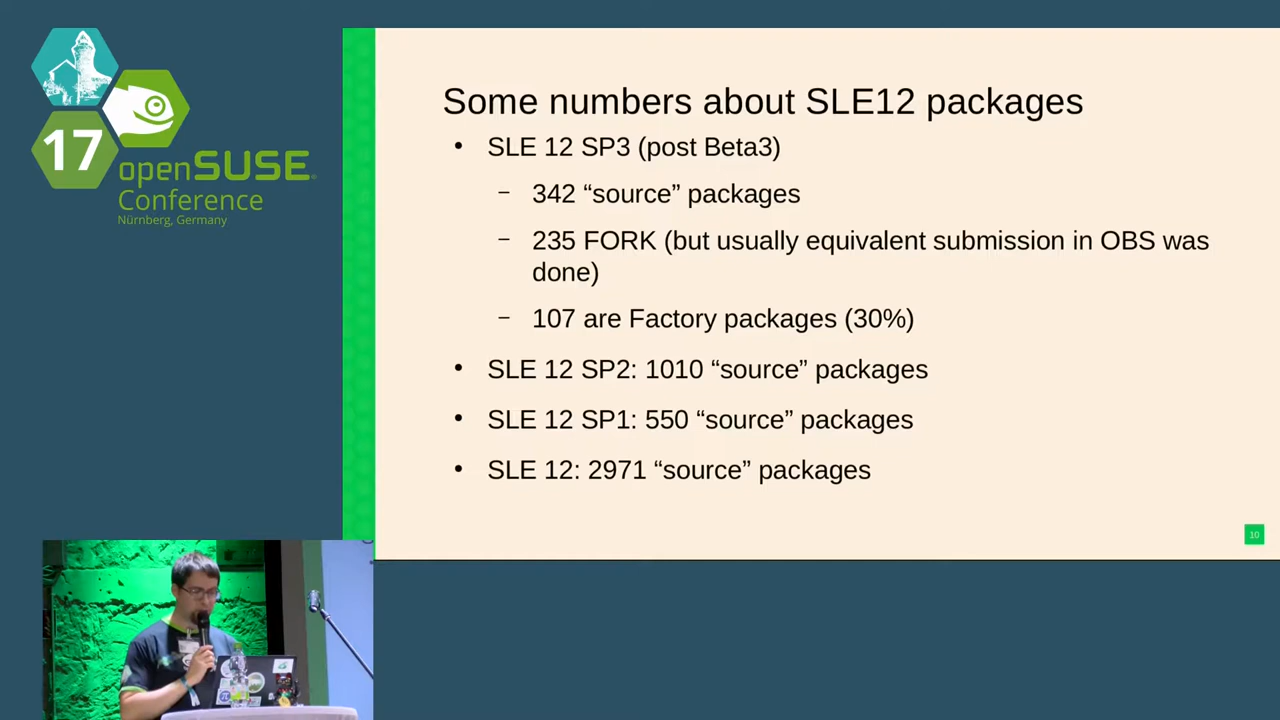 17
openSUSE
Conference
Nürnberg, Germany
Some numbers about SLE12 packages
• SLE 12 SP3 (post Beta3)
– 342 “source” packages
– 235 FORK (but usually equivalent submission in OBS was
done)
– 107 are Factory packages (30%)
• SLE 12 SP2: 1010 “source” packages
• SLE 12 SP1: 550 “source” packages
• SLE 12: 2971 “source” packages
10